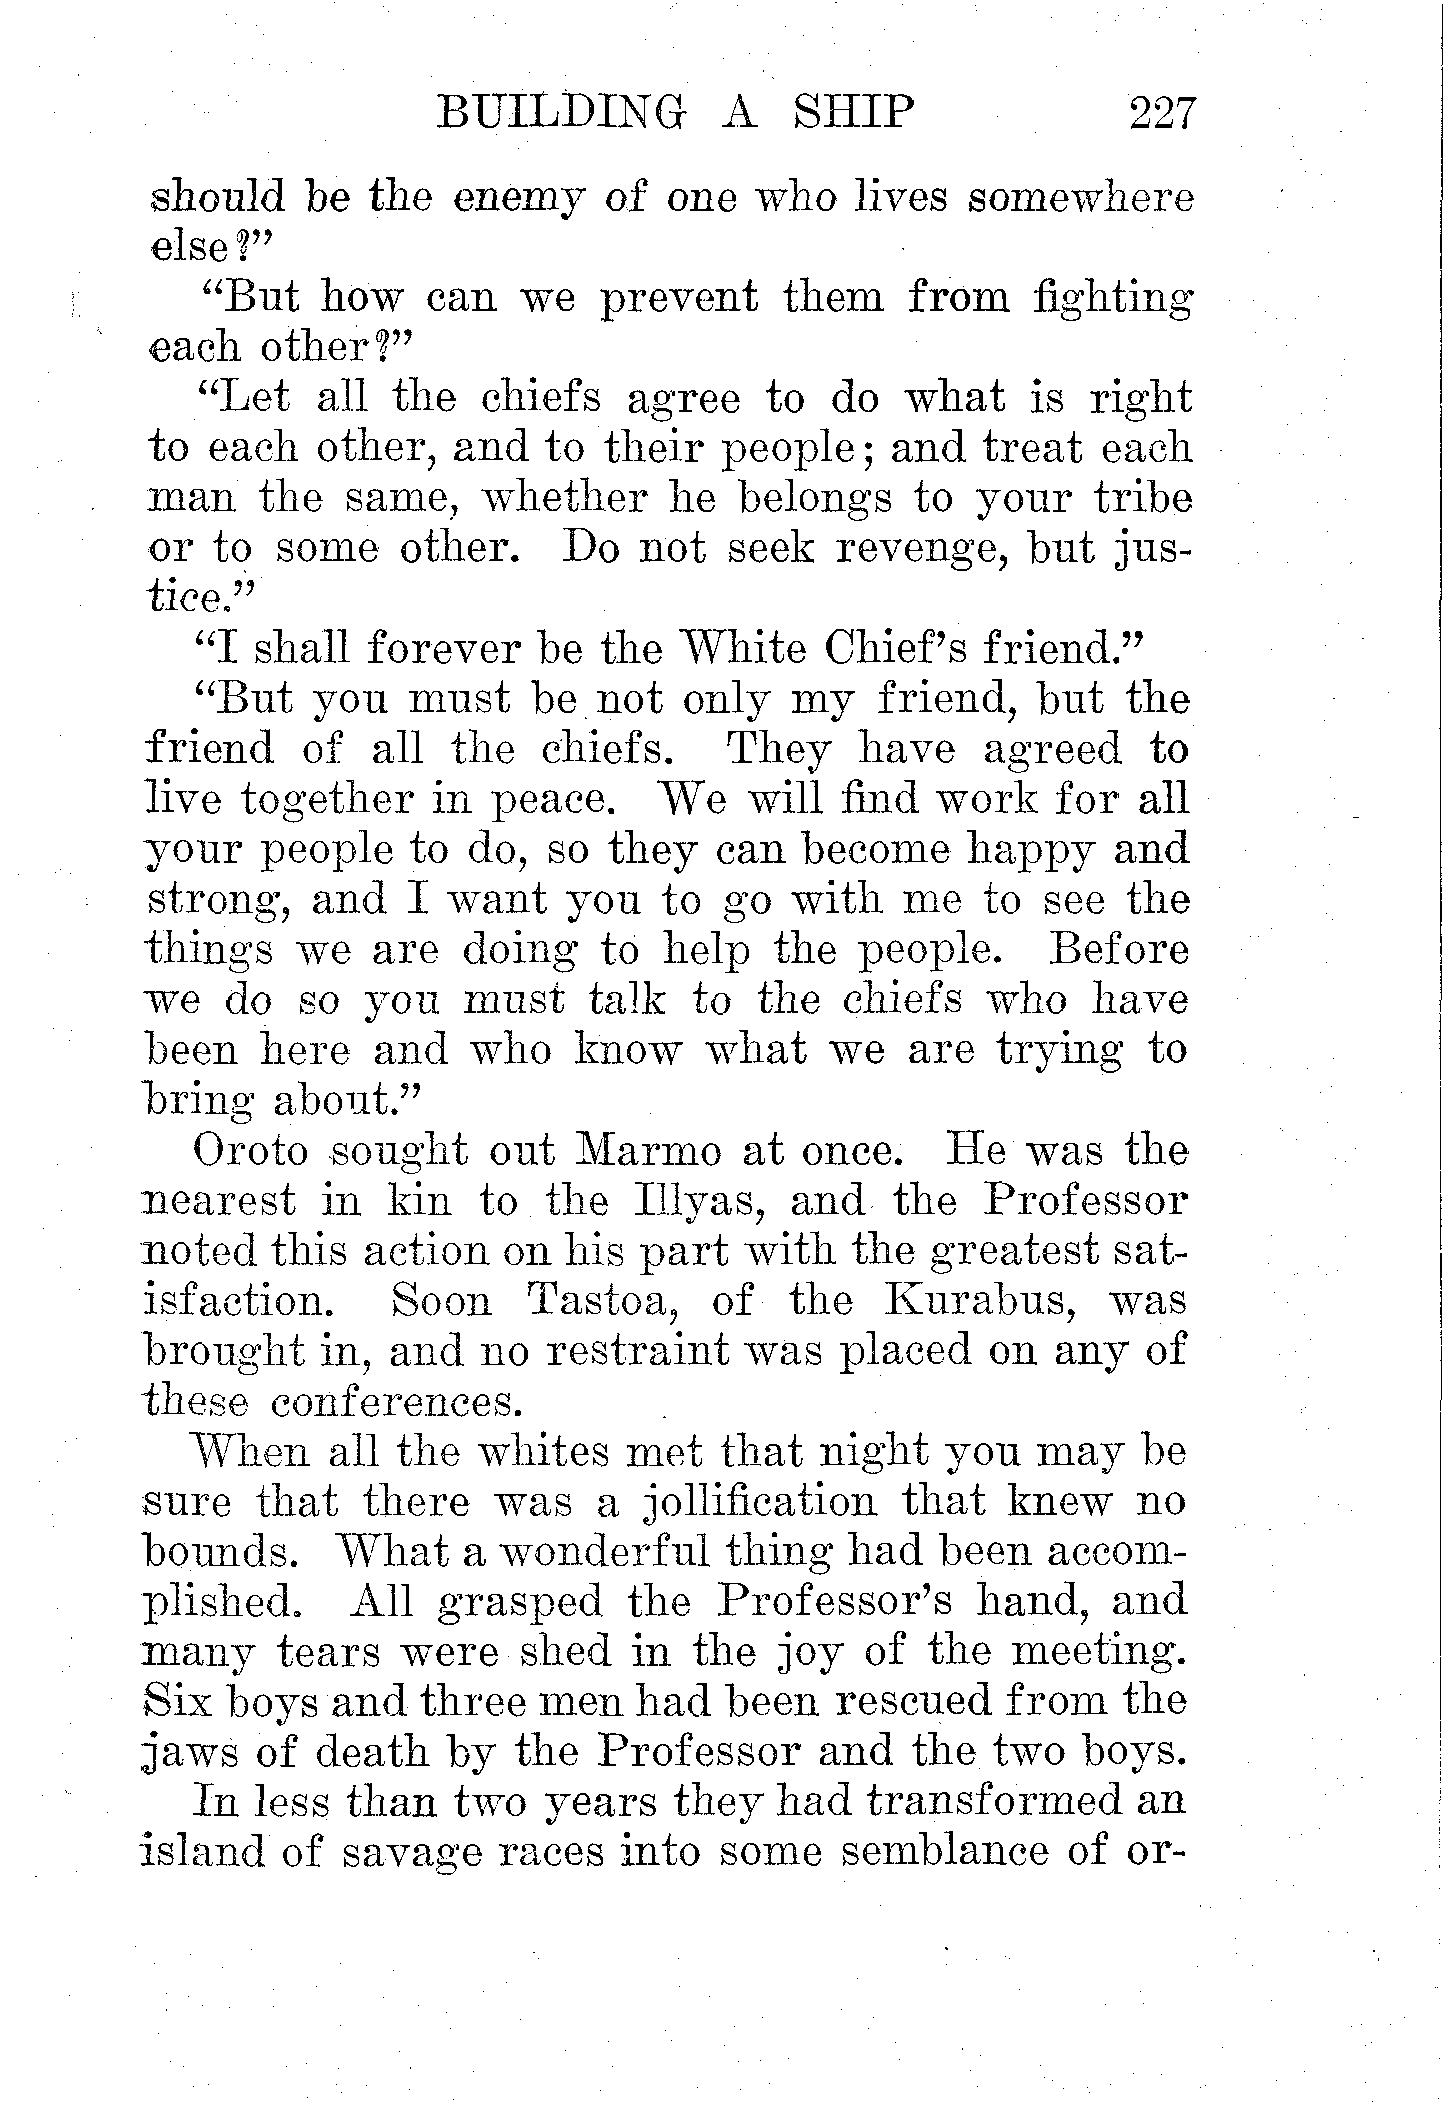 BUILDING A SHIP 227
should be the enemy of one who lives somewhere
else?"
"But how can we prevent them from fighting
each other?"
"Let all the chiefs agree to do what is right
to each other, and to their people; and treat each
man the same, whether he belongs to your tribe
or to some other. Do not seek revenge, but jus-
tice."
"I shall forever be the White Chief's friend."
"But you must be not only my friend, but the
friend of all the chiefs. They have agreed to
live together in peace. We will find work for all
your people to do, so they can become happy and
strong, and I want you to go with me to see the
things we are doing to help the people. Before
we do so you must talk to the chiefs who have
been here and who know what we are trying to
bring about."
Oroto sought out Marmo at once. He was the
nearest in kin to the Illyas, and the Professor
noted this action on his part with the greatest sat-
isfaction. Soon Tastoa, of the Kurabus, was
brought in, and no restraint was placed on any of
these conferences.
When all the whites met that night you may be
sure that there was a jollification that knew no
bounds. What a wonderful thing had been accom-
plished. All grasped the Professor's hand, and
many tears were shed in the joy of the meeting.
Six boys and three men had been rescued from the
jaws of death by the Professor and the two boys.
In less than two years they had transformed an
island of savage races into some semblance of or-